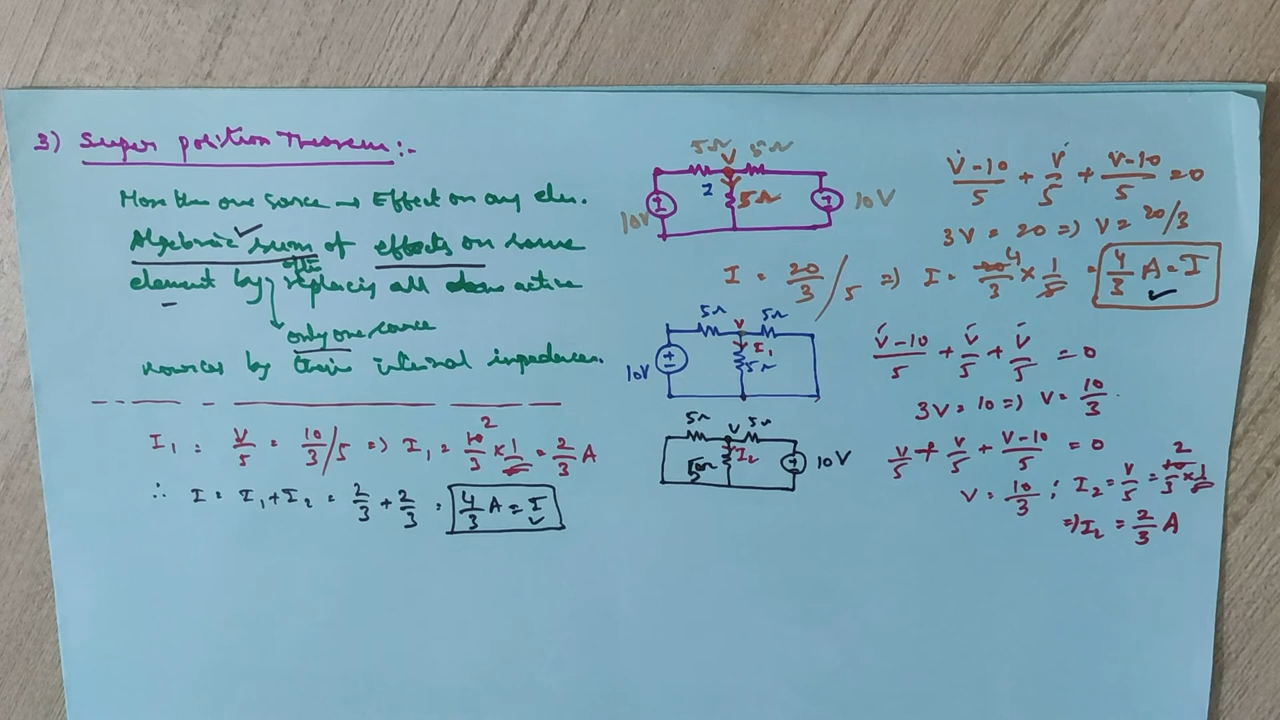 3) Super position Theorem:-
More than one source → Effect on any ele.
Algebraic sum of effects on same
element by replacing all active
only one source
sources by their internal impedances.
I₁ = V/5 = 10/3/5 => I₁ = 10/3 × 1/5 = 2/3 A
2
∴ I = I₁ + I₂ = 2/3 + 2/3 = 4/3 A = I
5Ω V 5Ω
I 5Ω
10V 10V
V-10/5 + V/5 + V-10/5 = 0
3V = 20 => V = 20/3
I = 20/3 / 5 => I = 20/3 × 1/5 = 4/3 A = I
4
5Ω V 5Ω
I₁
5Ω
10V
V-10/5 + V/5 + V/5 = 0
3V = 10 => V = 10/3
5Ω V 5Ω
I₂
5Ω 10V
V/5 + V/5 + V-10/5 = 0
V = 10/3 ; I₂ = V/5 = 10/3 × 1/5
2
=> I₂ = 2/3 A